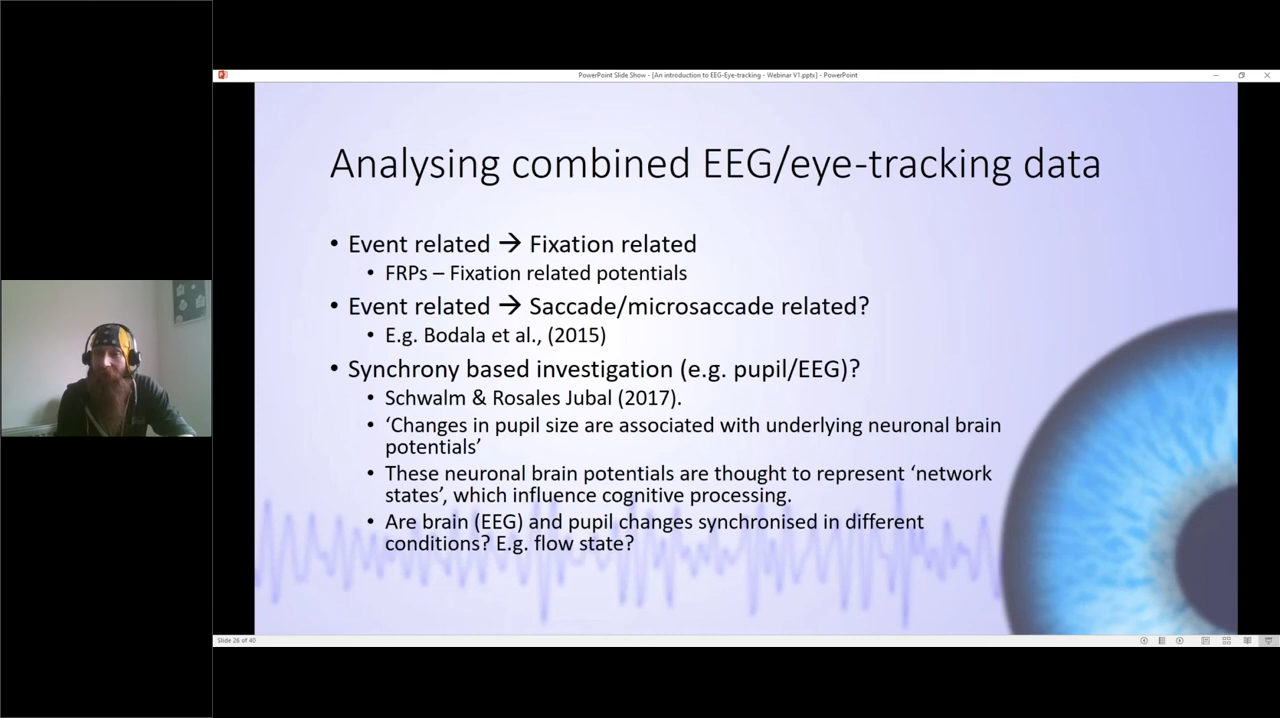 PowerPoint Slide Show - [An introduction to EEG-Eye-tracking - Webinar V1.pptx] - PowerPoint
Analysing combined EEG/eye-tracking data
• Event related → Fixation related
• FRPs – Fixation related potentials
• Event related → Saccade/microsaccade related?
• E.g. Bodala et al., (2015)
• Synchrony based investigation (e.g. pupil/EEG)?
• Schwalm & Rosales Jubal (2017).
• ‘Changes in pupil size are associated with underlying neuronal brain
potentials’
• These neuronal brain potentials are thought to represent ‘network
states’, which influence cognitive processing.
• Are brain (EEG) and pupil changes synchronised in different
conditions? E.g. flow state?
Slide 26 of 40